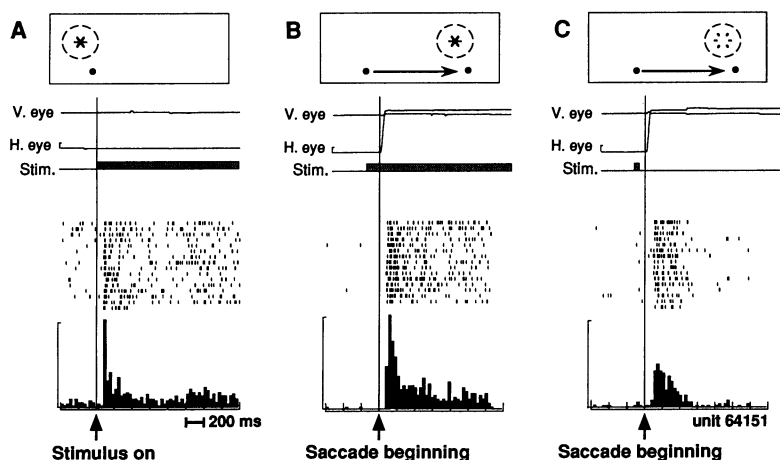 A
B
C
V. eye
H. eye
Stim.
V. eye
H. eye
Stim.
V. eye
H. eye
Stim.
200 ms
unit 64151
Stimulus on
Saccade beginning
Saccade beginning